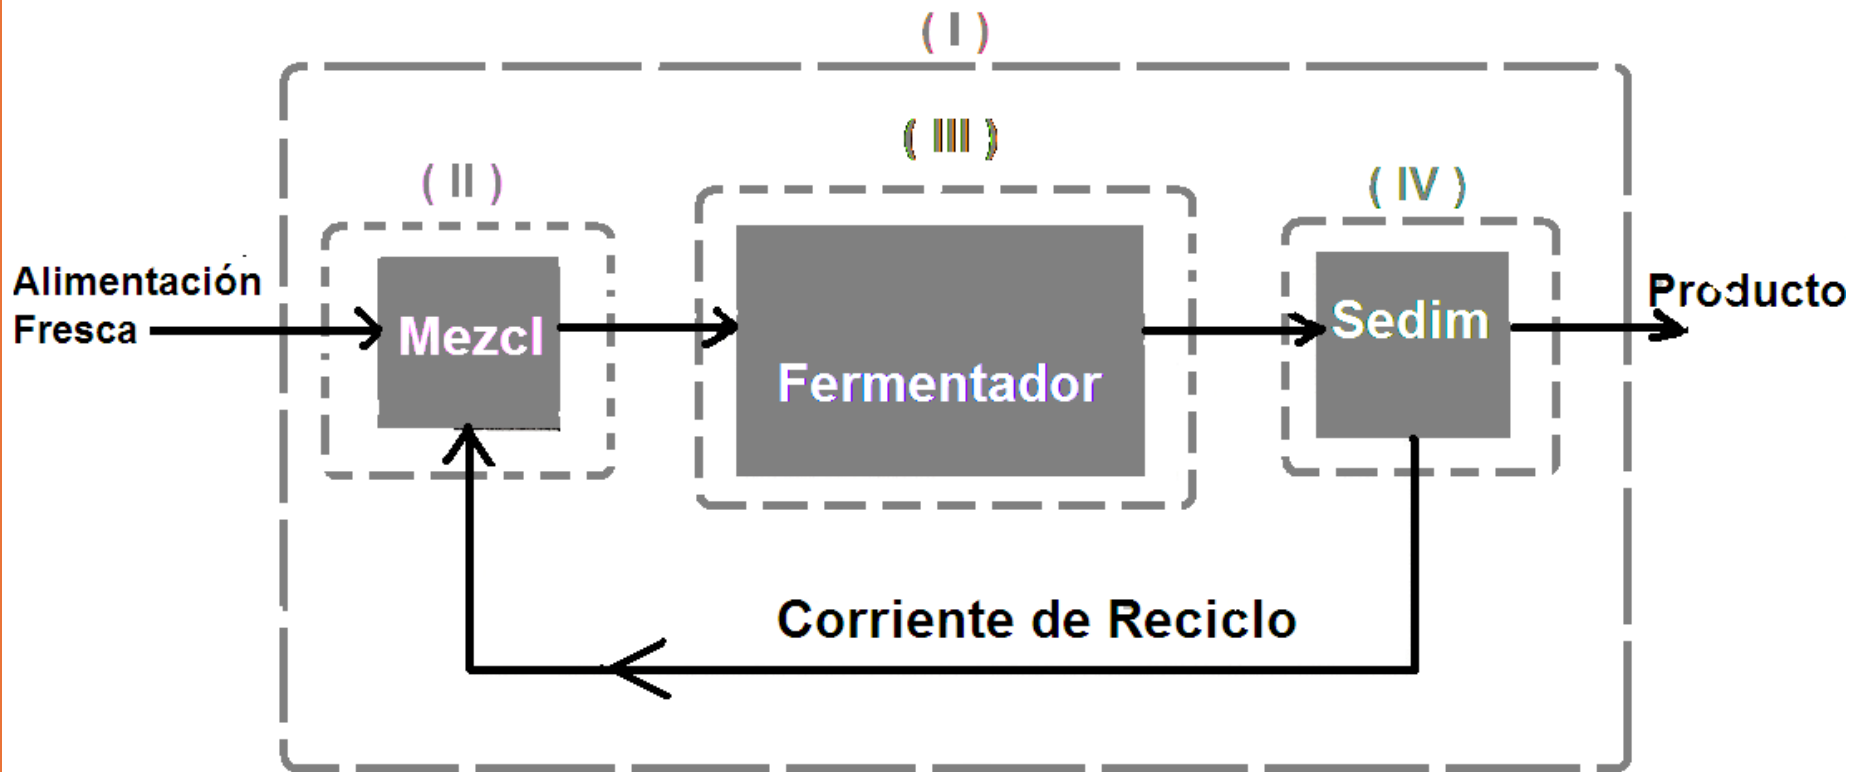 ( I )
( III )
( II )
( IV )
Alimentación
Fresca
Mezcl
Fermentador
Sedim
Producto
Corriente de Reciclo